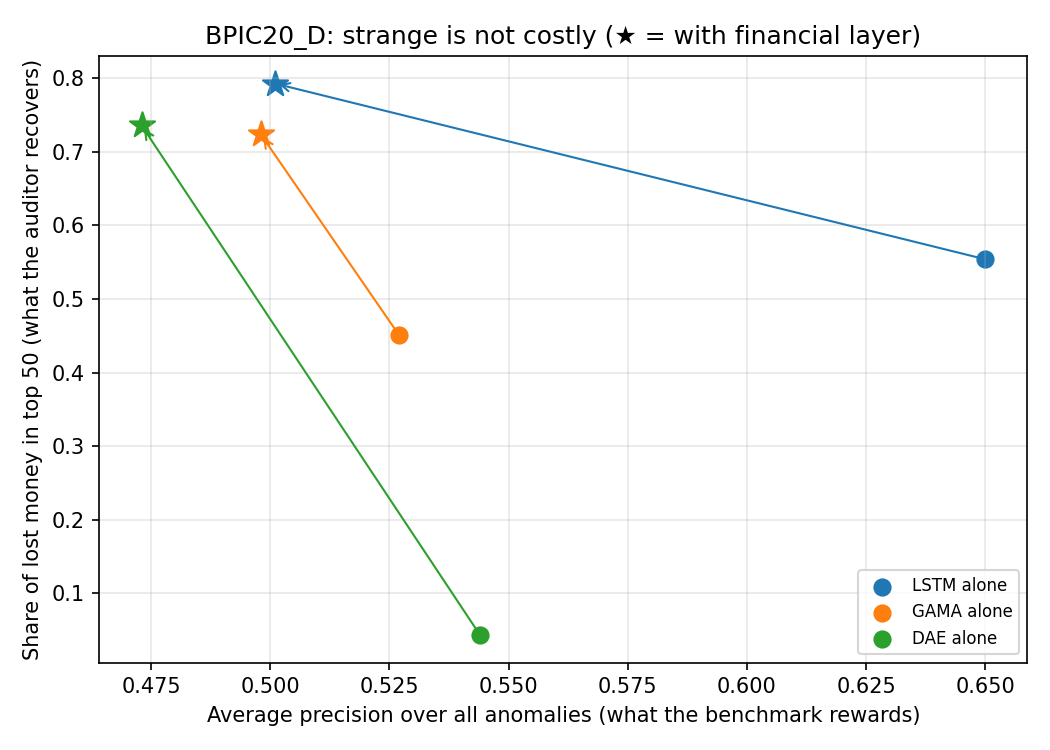 BPIC20_D: strange is not costly (★ = with financial layer)
Share of lost money in top 50 (what the auditor recovers)
0.8
0.7
0.6
0.5
0.4
0.3
0.2
0.1
LSTM alone
GAMA alone
DAE alone
0.475 0.500 0.525 0.550 0.575 0.600 0.625 0.650
Average precision over all anomalies (what the benchmark rewards)